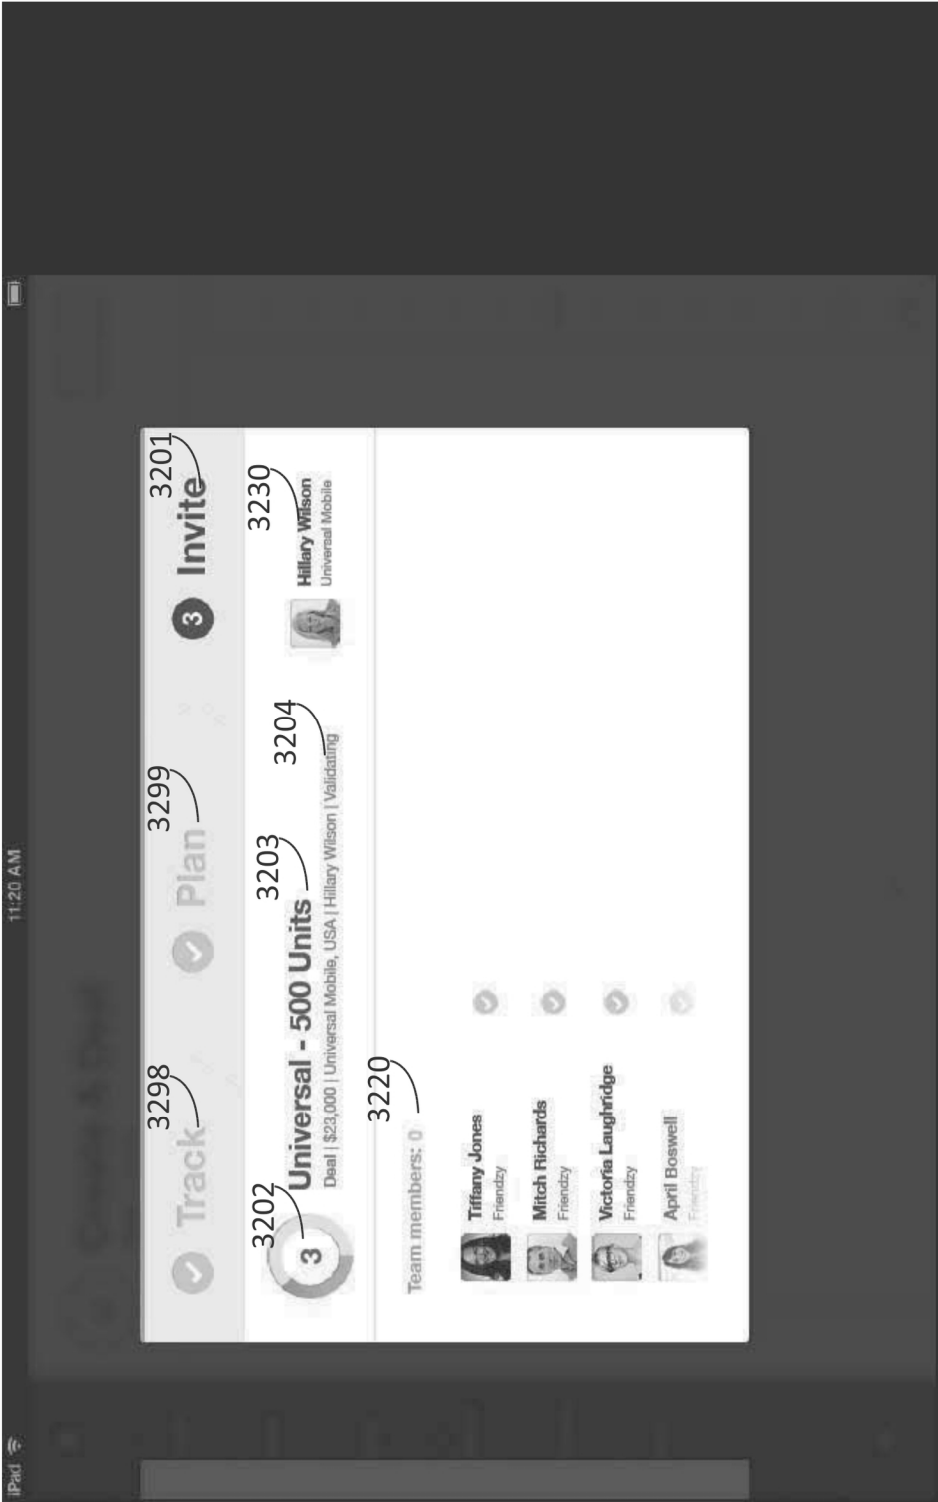 iPad
11:20 AM
3298
3299
3201
Track
Plan
3 Invite
3202
3203
3204
3230
3
Universal - 500 Units
Deal | $23,000 | Universal Mobile, USA | Hillary Wilson | Validating
Hillary Wilson
Universal Mobile
3220
Team members: 0
Tiffany Jones
Friendzy
Mitch Richards
Friendzy
Victoria Laughridge
Friendzy
April Boswell
Friendzy